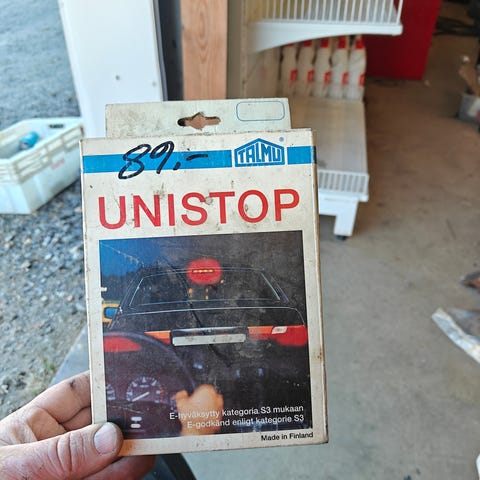 89,-
TALMU
UNISTOP
E-hyväksytty kategoria S3 mukaan
E-godkänd enligt kategorie S3
Made in Finland